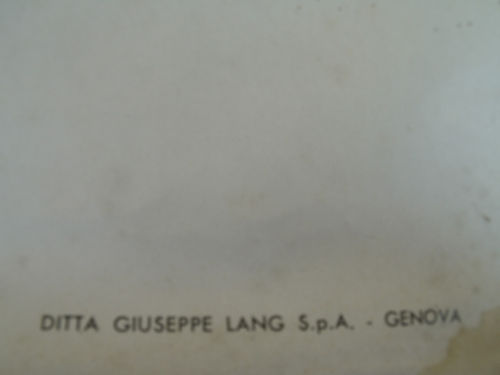 DITTA GIUSEPPE LANG S.p.A. - GENOVA